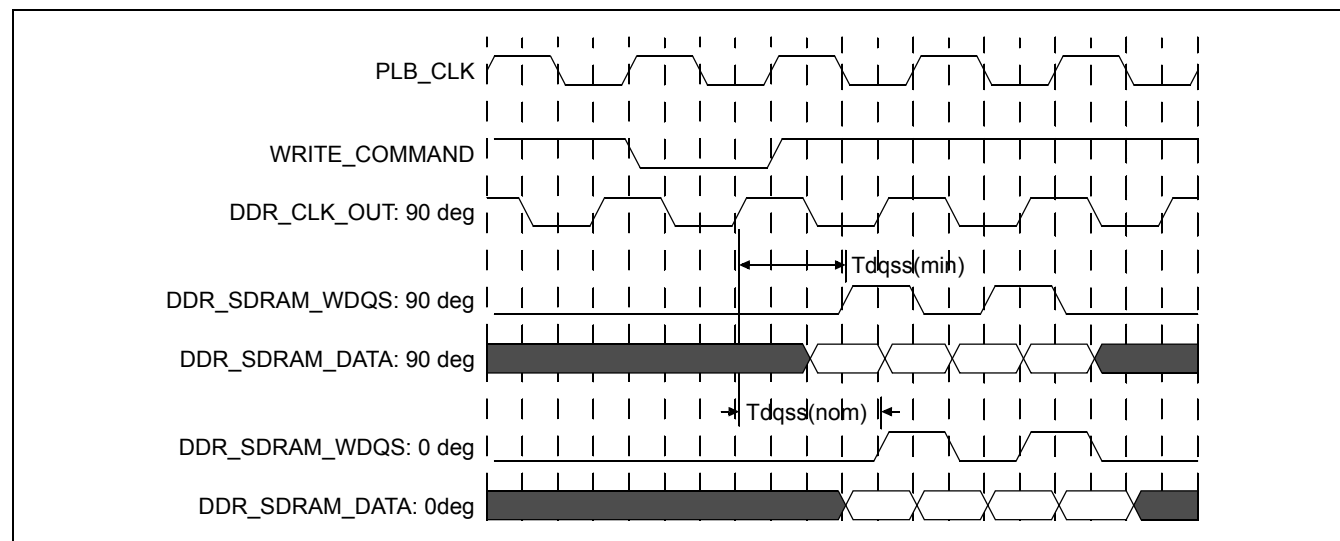 PLB_CLK
WRITE_COMMAND
DDR_CLK_OUT: 90 deg
Tdqss(min)
DDR_SDRAM_WDQS: 90 deg
DDR_SDRAM_DATA: 90 deg
Tdqss(nom)
DDR_SDRAM_WDQS: 0 deg
DDR_SDRAM_DATA: 0deg